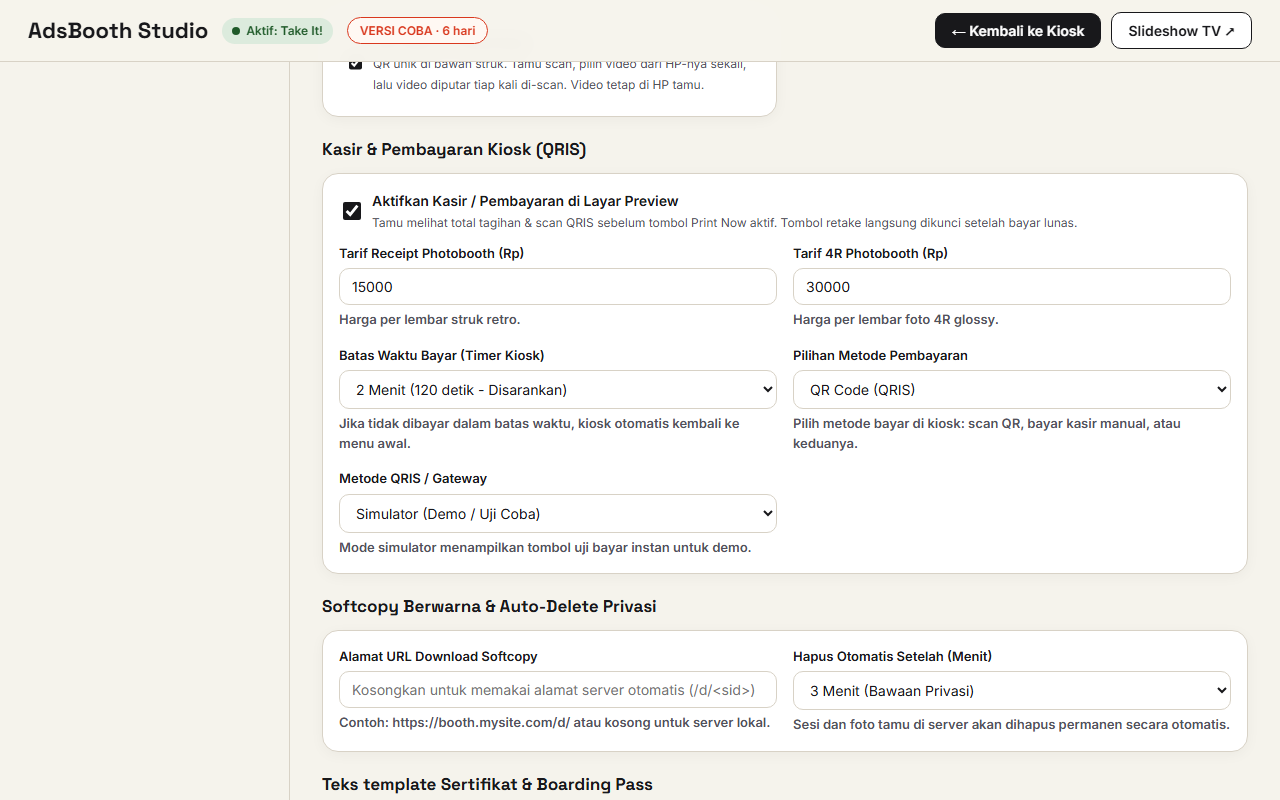 AdsBooth Studio
Aktif: Take It!
VERSI COBA · 6 hari
← Kembali ke Kiosk
Slideshow TV ↗
QR unik di bawah struk. Tamu scan, pilih video dari HP-nya sekali,
lalu video diputar tiap kali di-scan. Video tetap di HP tamu.
Kasir & Pembayaran Kiosk (QRIS)
Aktifkan Kasir / Pembayaran di Layar Preview
Tamu melihat total tagihan & scan QRIS sebelum tombol Print Now aktif. Tombol retake langsung dikunci setelah bayar lunas.
Tarif Receipt Photobooth (Rp)
15000
Harga per lembar struk retro.
Tarif 4R Photobooth (Rp)
30000
Harga per lembar foto 4R glossy.
Batas Waktu Bayar (Timer Kiosk)
2 Menit (120 detik - Disarankan)
Jika tidak dibayar dalam batas waktu, kiosk otomatis kembali ke
menu awal.
Pilihan Metode Pembayaran
QR Code (QRIS)
Pilih metode bayar di kiosk: scan QR, bayar kasir manual, atau
keduanya.
Metode QRIS / Gateway
Simulator (Demo / Uji Coba)
Mode simulator menampilkan tombol uji bayar instan untuk demo.
Softcopy Berwarna & Auto-Delete Privasi
Alamat URL Download Softcopy
Kosongkan untuk memakai alamat server otomatis (/d/<sid>)
Contoh: https://booth.mysite.com/d/ atau kosong untuk server lokal.
Hapus Otomatis Setelah (Menit)
3 Menit (Bawaan Privasi)
Sesi dan foto tamu di server akan dihapus permanen secara otomatis.
Teks template Sertifikat & Boarding Pass